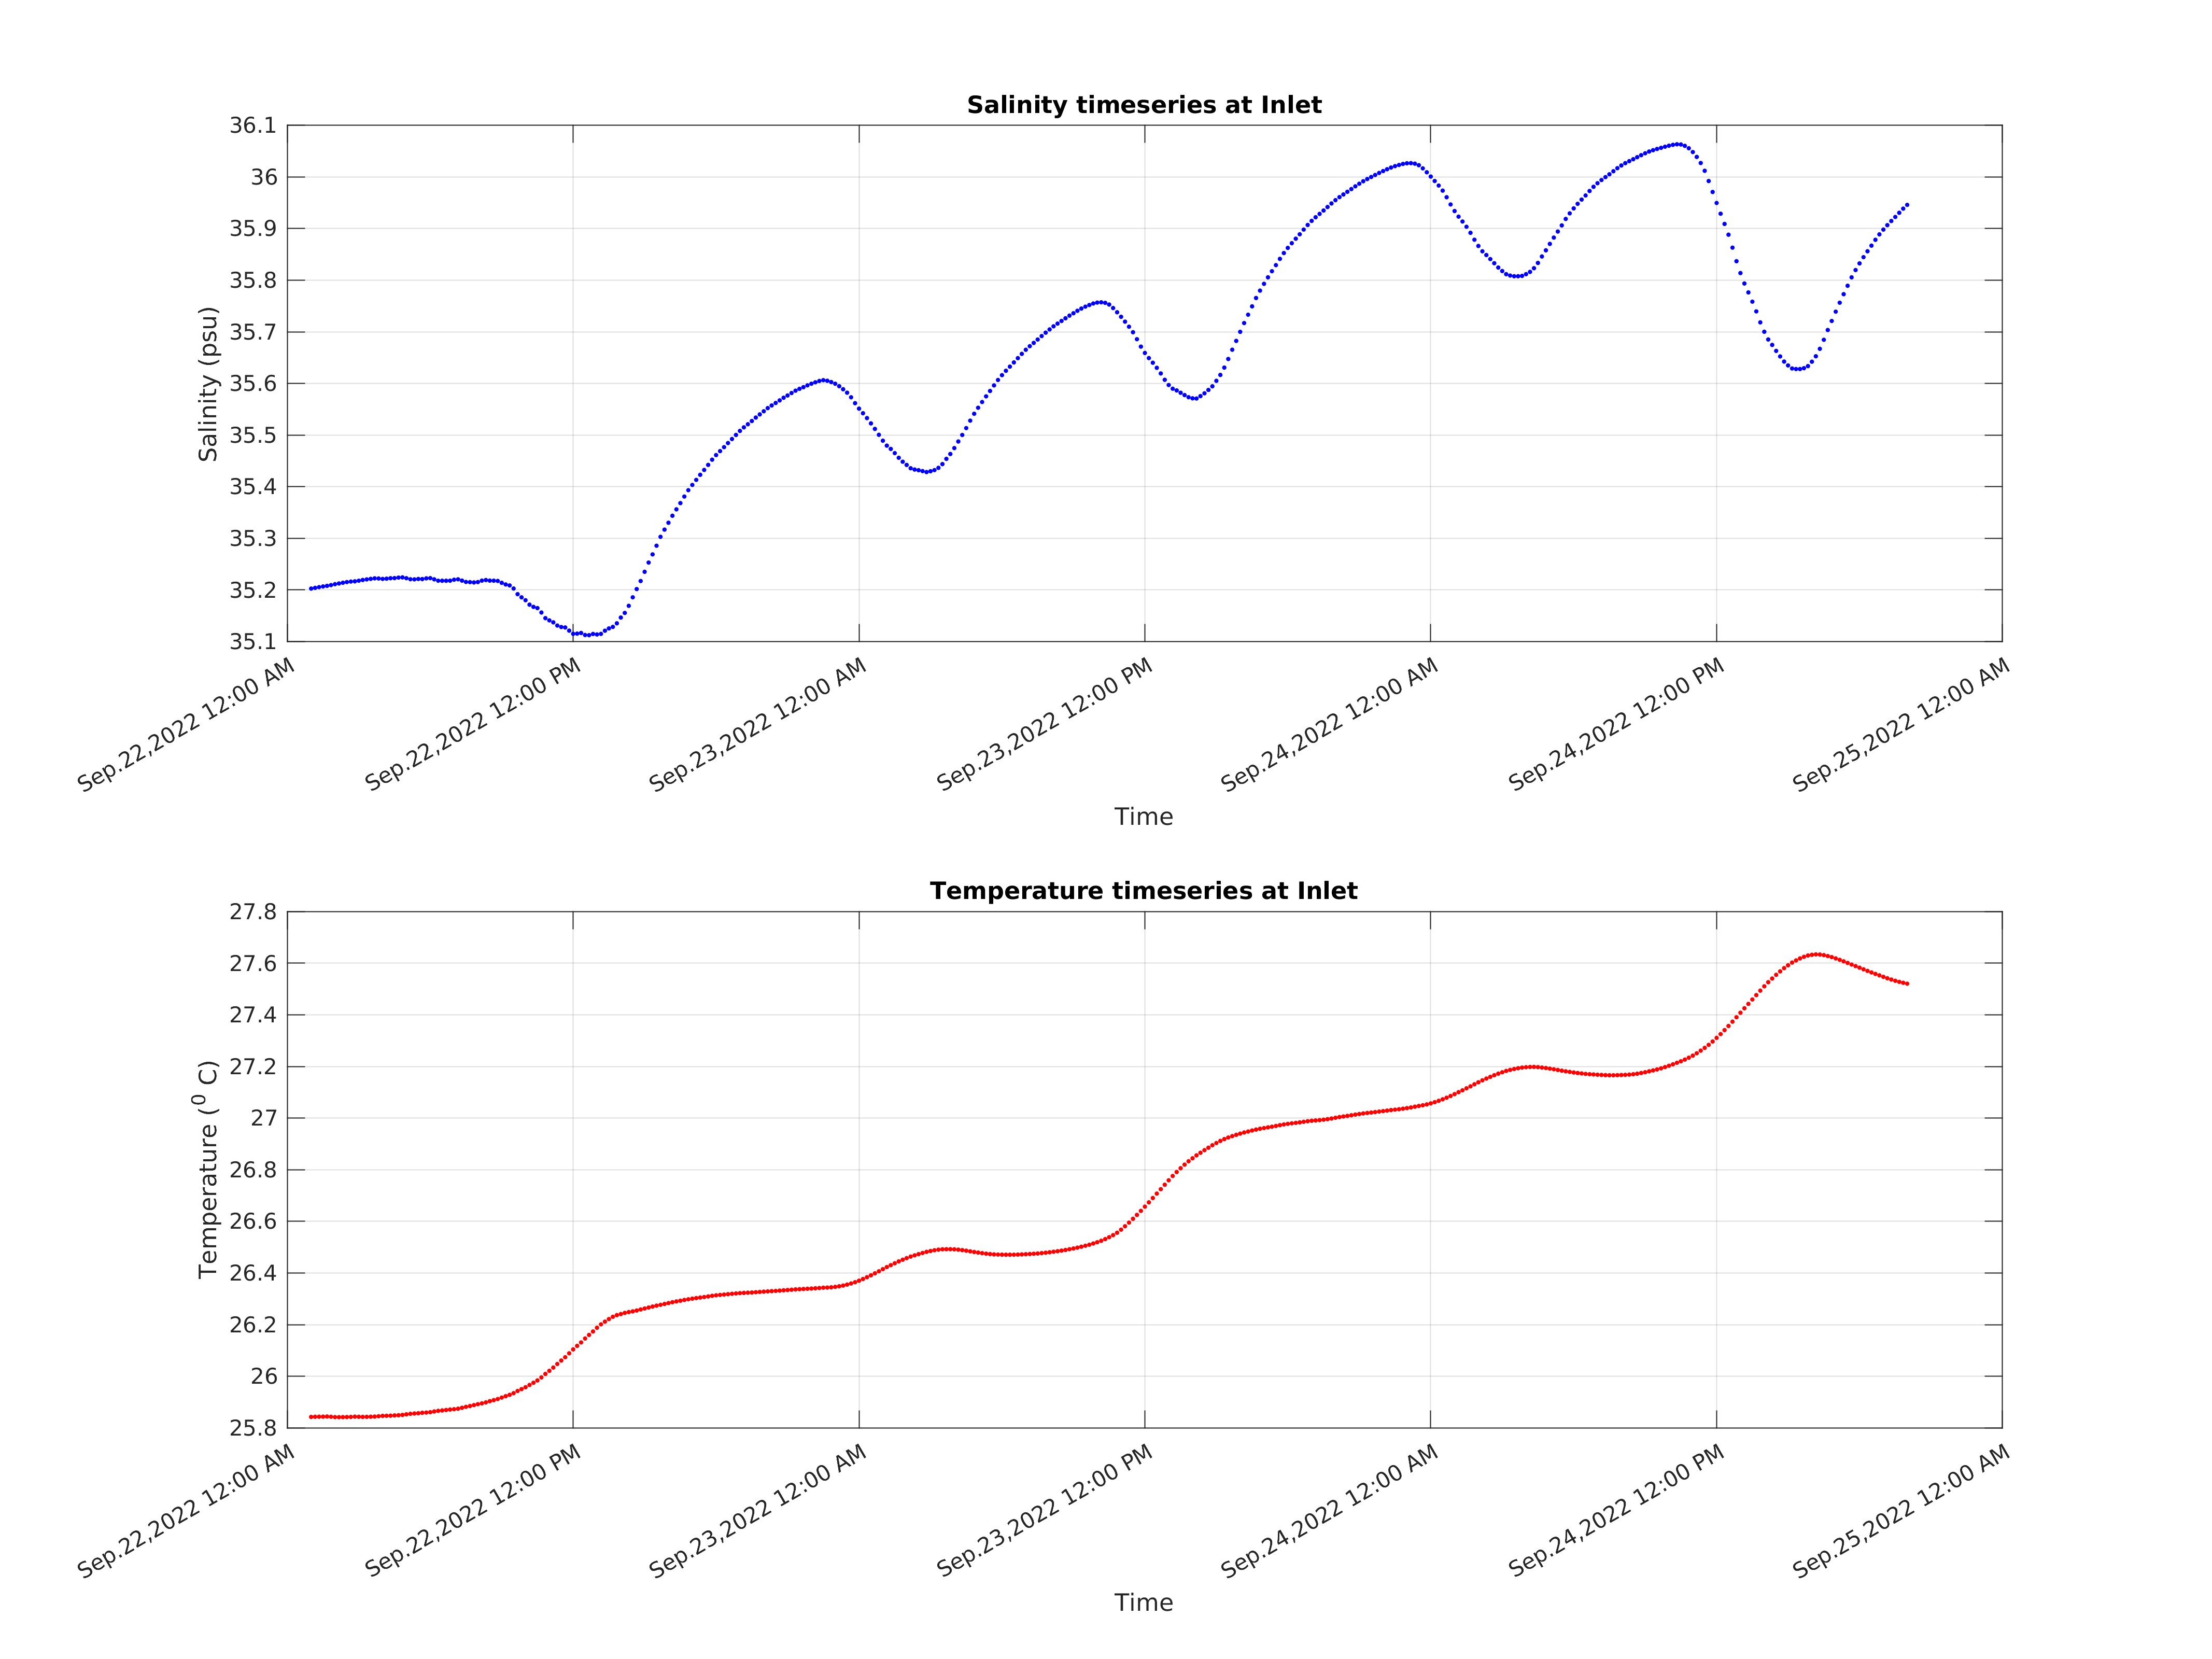 Salinity timeseries at Inlet
36.1
36
35.9
35.8
35.7
35.6
35.5
35.4
35.3
35.2
35.1
Salinity (psu)
Sep.22,2022 12:00 AM
Sep.22,2022 12:00 PM
Sep.23,2022 12:00 AM
Sep.23,2022 12:00 PM
Sep.24,2022 12:00 AM
Sep.24,2022 12:00 PM
Sep.25,2022 12:00 AM
Time
Temperature timeseries at Inlet
27.8
27.6
27.4
27.2
27
26.8
26.6
26.4
26.2
26
25.8
Temperature (⁰ C)
Sep.22,2022 12:00 AM
Sep.22,2022 12:00 PM
Sep.23,2022 12:00 AM
Sep.23,2022 12:00 PM
Sep.24,2022 12:00 AM
Sep.24,2022 12:00 PM
Sep.25,2022 12:00 AM
Time